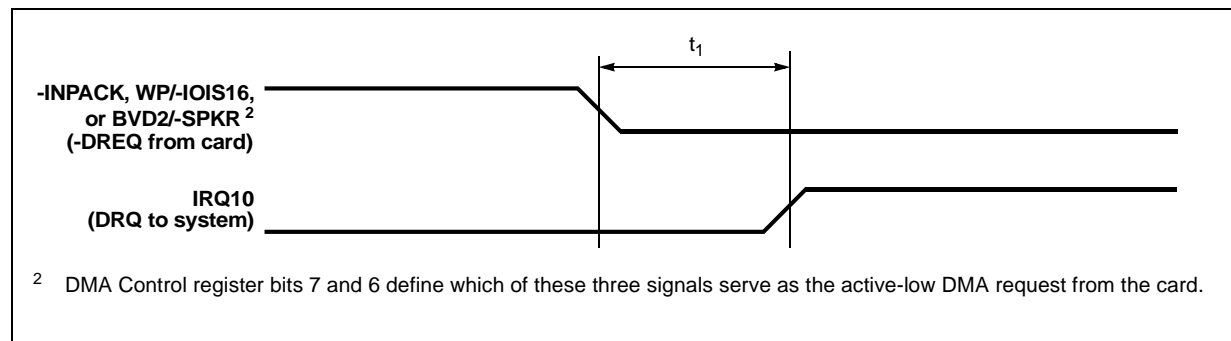 t1
-INPACK, WP/-IOIS16,
or BVD2/-SPKR 2
(-DREQ from card)
IRQ10
(DRQ to system)
2 DMA Control register bits 7 and 6 define which of these three signals serve as the active-low DMA request from the card.